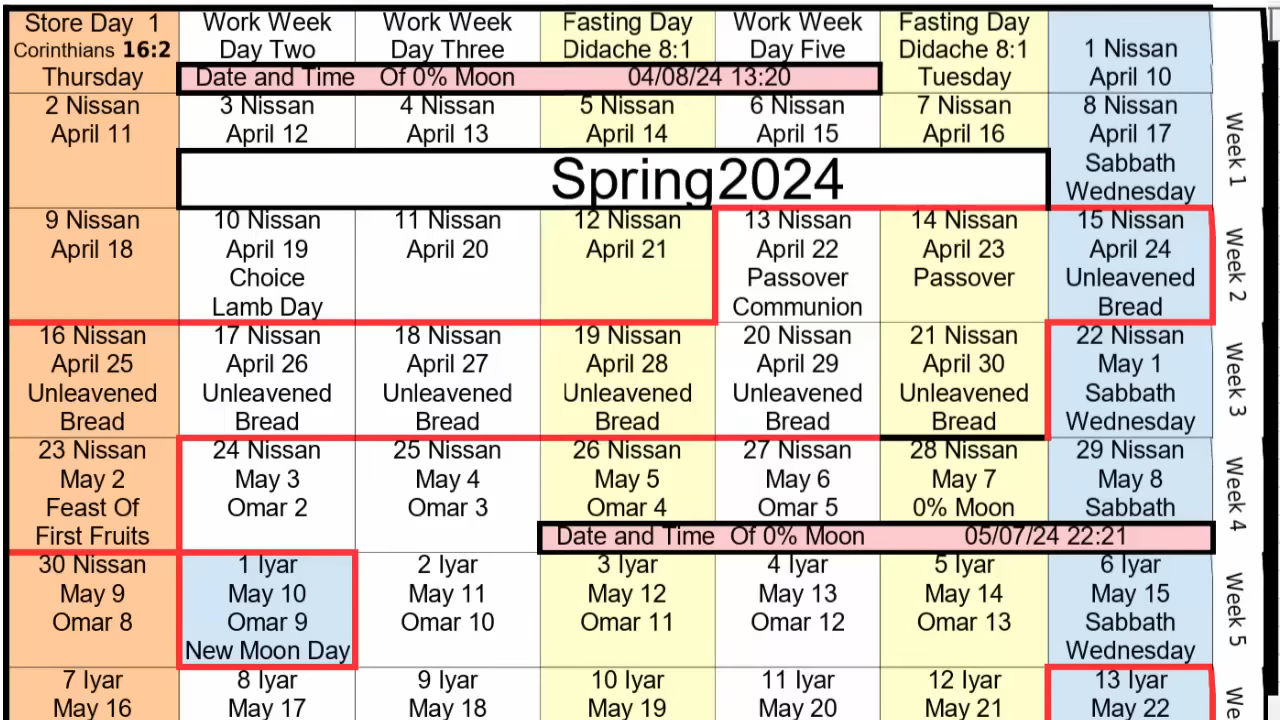 Store Day 1
Corinthians 16:2
Thursday
Work Week
Day Two
Work Week
Day Three
Fasting Day
Didache 8:1
Work Week
Day Five
Fasting Day
Didache 8:1
Tuesday
1 Nissan
April 10
Date and Time Of 0% Moon 04/08/24 13:20
2 Nissan
April 11
3 Nissan
April 12
4 Nissan
April 13
5 Nissan
April 14
6 Nissan
April 15
7 Nissan
April 16
8 Nissan
April 17
Sabbath
Wednesday
Week 1
Spring2024
9 Nissan
April 18
10 Nissan
April 19
Choice
Lamb Day
11 Nissan
April 20
12 Nissan
April 21
13 Nissan
April 22
Passover
Communion
14 Nissan
April 23
Passover
15 Nissan
April 24
Unleavened
Bread
Week 2
16 Nissan
April 25
Unleavened
Bread
17 Nissan
April 26
Unleavened
Bread
18 Nissan
April 27
Unleavened
Bread
19 Nissan
April 28
Unleavened
Bread
20 Nissan
April 29
Unleavened
Bread
21 Nissan
April 30
Unleavened
Bread
22 Nissan
May 1
Sabbath
Wednesday
Week 3
23 Nissan
May 2
Feast Of
First Fruits
24 Nissan
May 3
Omar 2
25 Nissan
May 4
Omar 3
26 Nissan
May 5
Omar 4
27 Nissan
May 6
Omar 5
28 Nissan
May 7
0% Moon
29 Nissan
May 8
Sabbath
Week 4
Date and Time Of 0% Moon 05/07/24 22:21
30 Nissan
May 9
Omar 8
1 Iyar
May 10
Omar 9
New Moon Day
2 Iyar
May 11
Omar 10
3 Iyar
May 12
Omar 11
4 Iyar
May 13
Omar 12
5 Iyar
May 14
Omar 13
6 Iyar
May 15
Sabbath
Wednesday
Week 5
7 Iyar
May 16
8 Iyar
May 17
9 Iyar
May 18
10 Iyar
May 19
11 Iyar
May 20
12 Iyar
May 21
13 Iyar
May 22